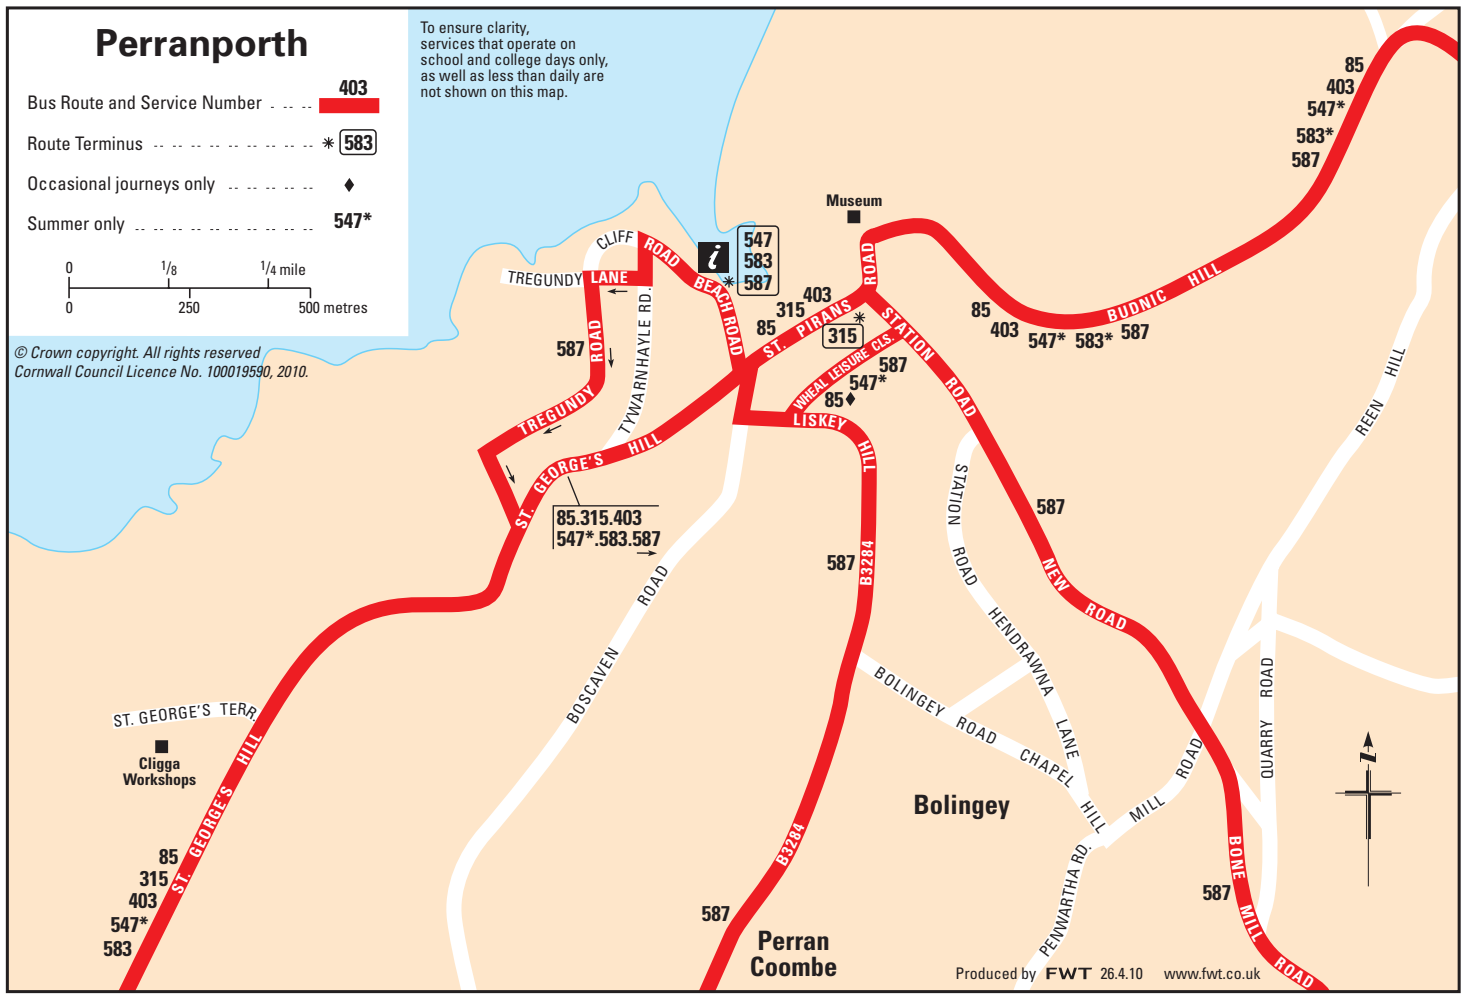 Perranporth
403
Bus Route and Service Number
Route Terminus
* 583
Occasional journeys only
Summer only
547*
0
1/8
1/4 mile
0
250
500 metres
© Crown copyright. All rights reserved
Cornwall Council Licence No. 100019590, 2010.
To ensure clarity,
services that operate on
school and college days only,
as well as less than daily are
not shown on this map.
85
403
547*
583*
587
Museum
CLIFF
ROAD
i
547
583
* 587
TREGUNDY
LANE
BEACH ROAD
ROAD
ST. PIRANS
403
315
85
*
315
STATION
ROAD
WHEAL LEISURE CLS.
587
547*
85
LISKEY
HILL
85
403
547*
583*
587
BUDNIC HILL
587
ROAD
TREGUNDY
TYWARNHAYLE RD.
ST. GEORGE'S HILL
85.315.403
547*.583.587
REEN HILL
STATION ROAD
587
587
B3284
NEW ROAD
HENDRAWNA LANE
BOSCAVEN ROAD
BOLINGEY ROAD
CHAPEL HILL
QUARRY ROAD
MILL ROAD
ST. GEORGE'S TERR.
Cligga
Workshops
ST. GEORGE'S HILL
85
315
403
547*
583
Bolingey
B3284
587
Perran
Coombe
PENWARTHA RD.
587
BONE MILL ROAD
Produced by FWT 26.4.10 www.fwt.co.uk